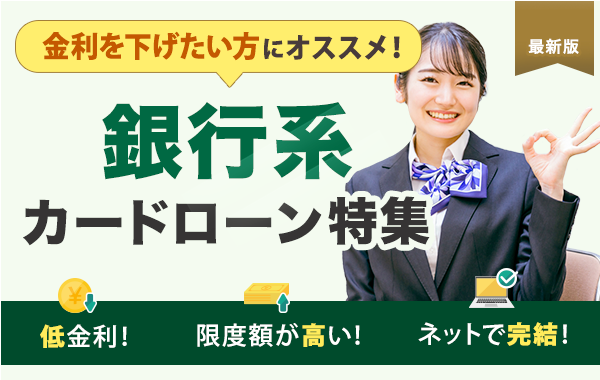 金利を下げたい方にオススメ!
最新版
銀行系
カードローン特集
¥
低金利!
限度額が高い!
ネットで完結!